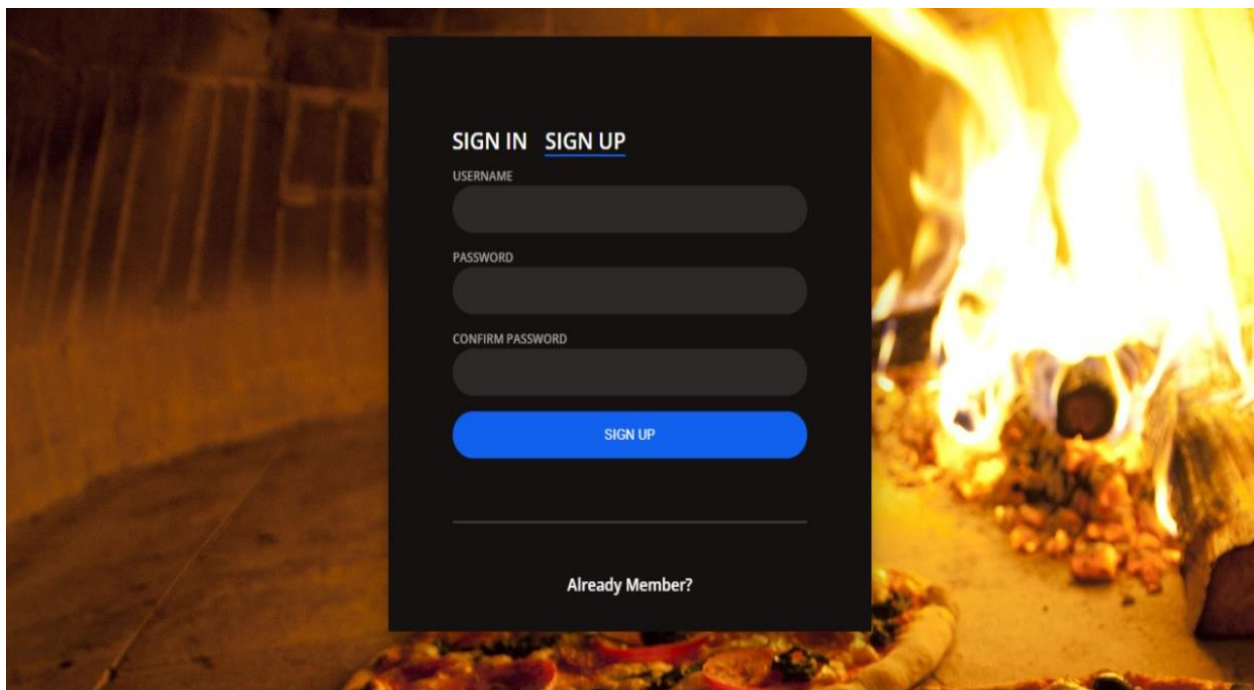 SIGN IN SIGN UP
USERNAME
PASSWORD
CONFIRM PASSWORD
SIGN UP
Already Member?